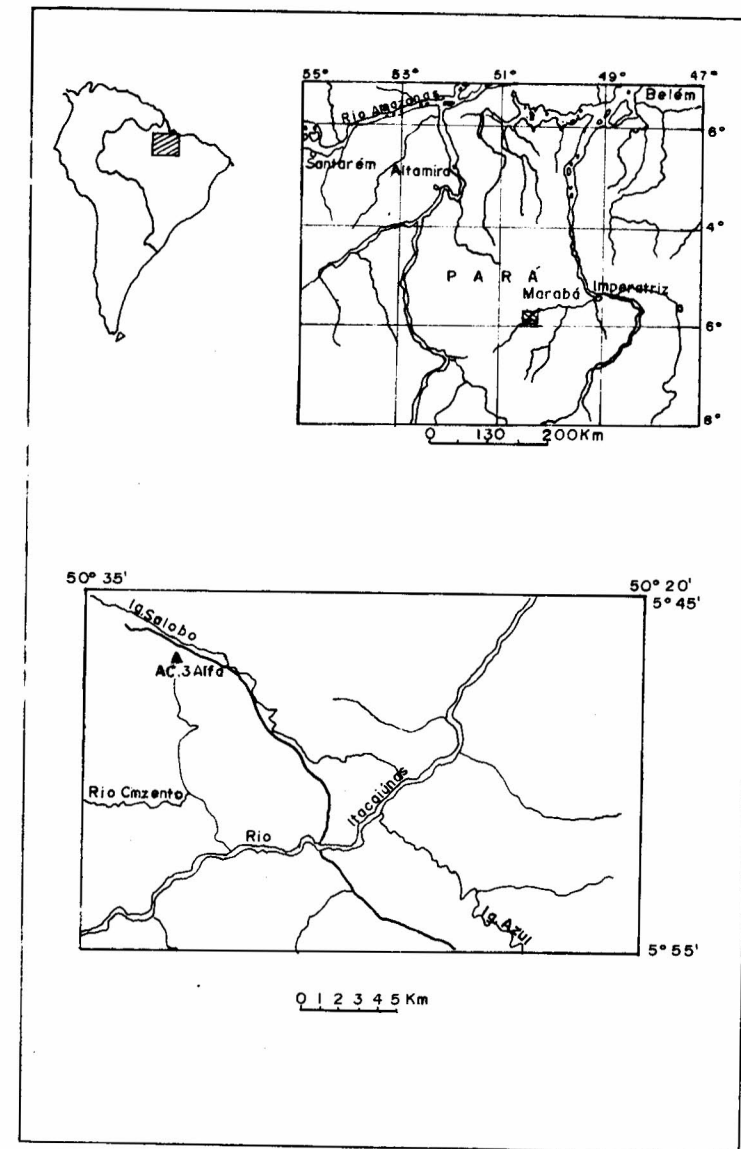 55° 53° 51° 49° 47°
Belém
Rio Amazonas
6°
Santarém
Altamira
4°
PARÁ
Marabá Imperatriz
6°
8°
0 130 200Km
50° 35' 50° 20'
5° 45'
Ig. Salobo
AC. 3 Alfa
Rio Cinzento
Itacaiúnas
Rio
Ig. Azul
5° 55'
0 1 2 3 4 5 Km